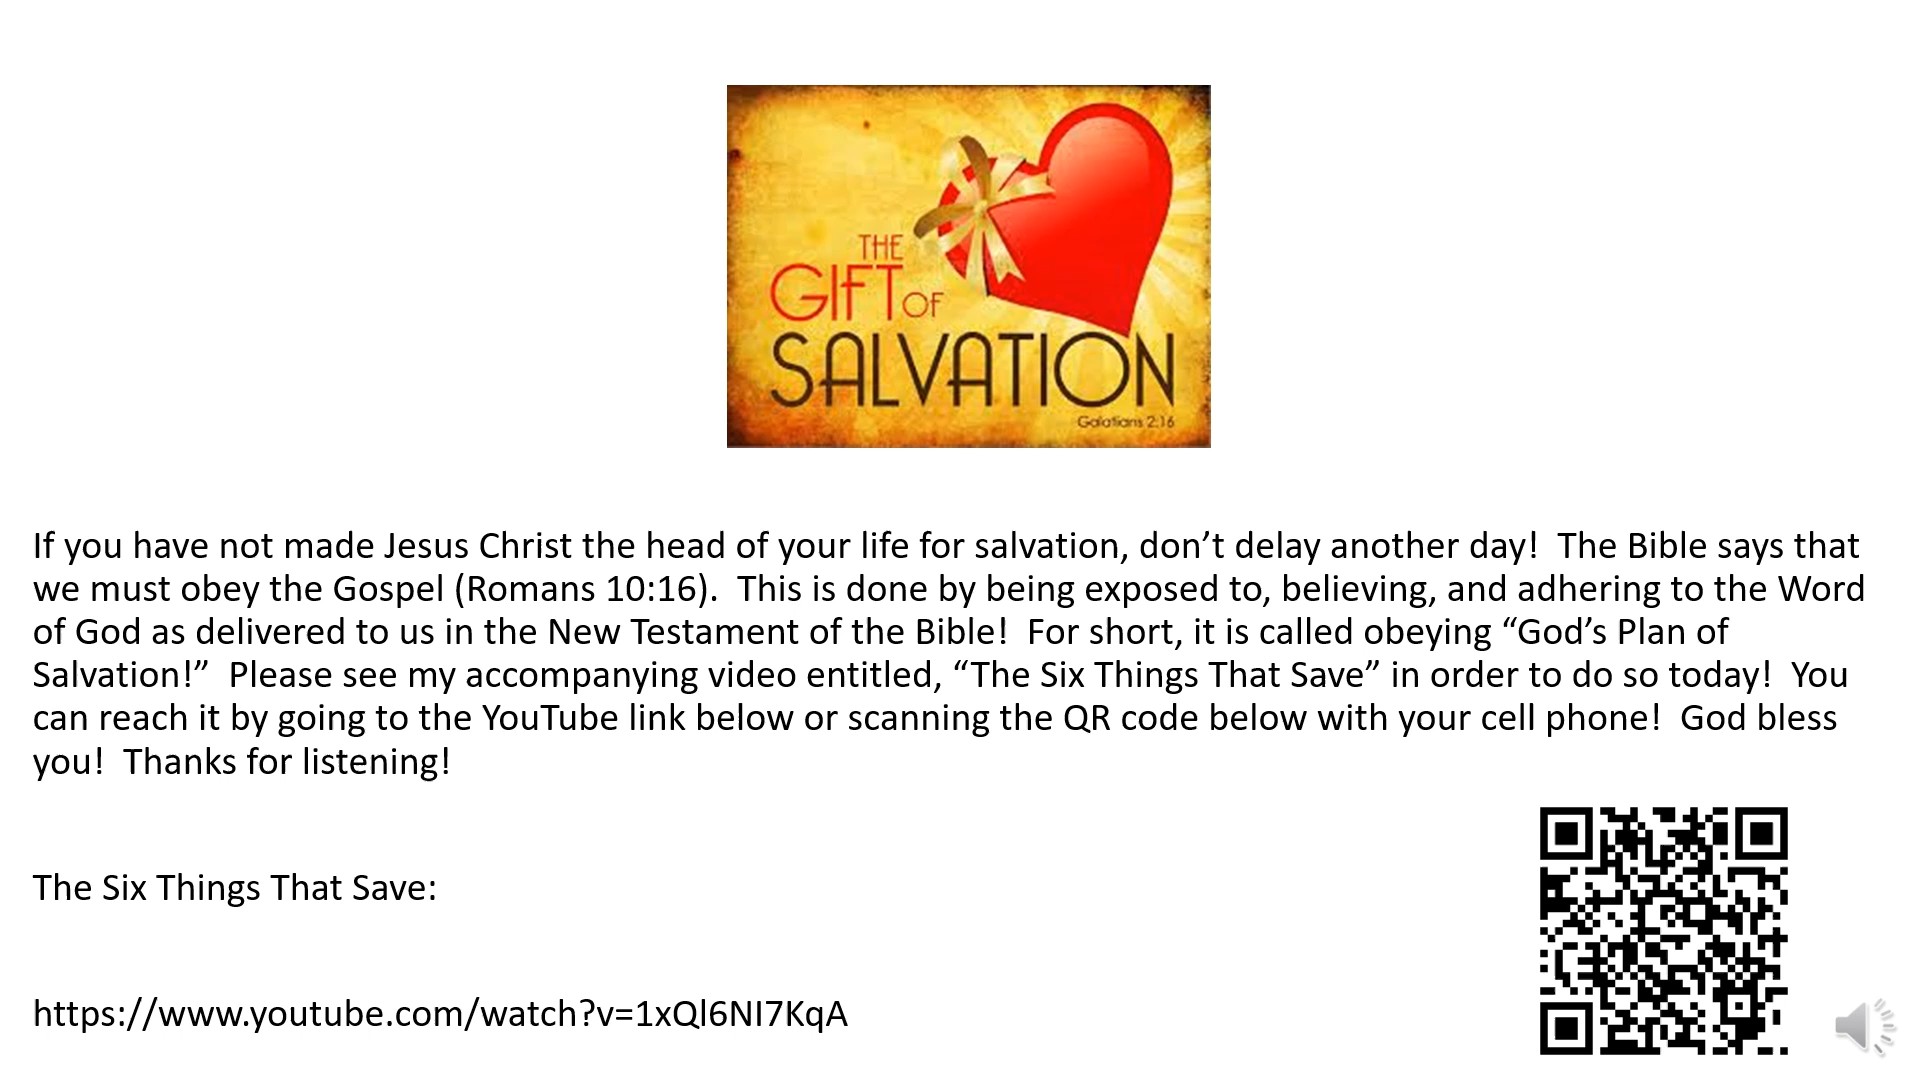 THE
GIFT OF
SALVATION
Galatians 2:16
If you have not made Jesus Christ the head of your life for salvation, don’t delay another day!  The Bible says that
we must obey the Gospel (Romans 10:16).  This is done by being exposed to, believing, and adhering to the Word
of God as delivered to us in the New Testament of the Bible!  For short, it is called obeying “God’s Plan of
Salvation!”  Please see my accompanying video entitled, “The Six Things That Save” in order to do so today!  You
can reach it by going to the YouTube link below or scanning the QR code below with your cell phone!  God bless
you!  Thanks for listening!
The Six Things That Save:
https://www.youtube.com/watch?v=1xQl6NI7KqA